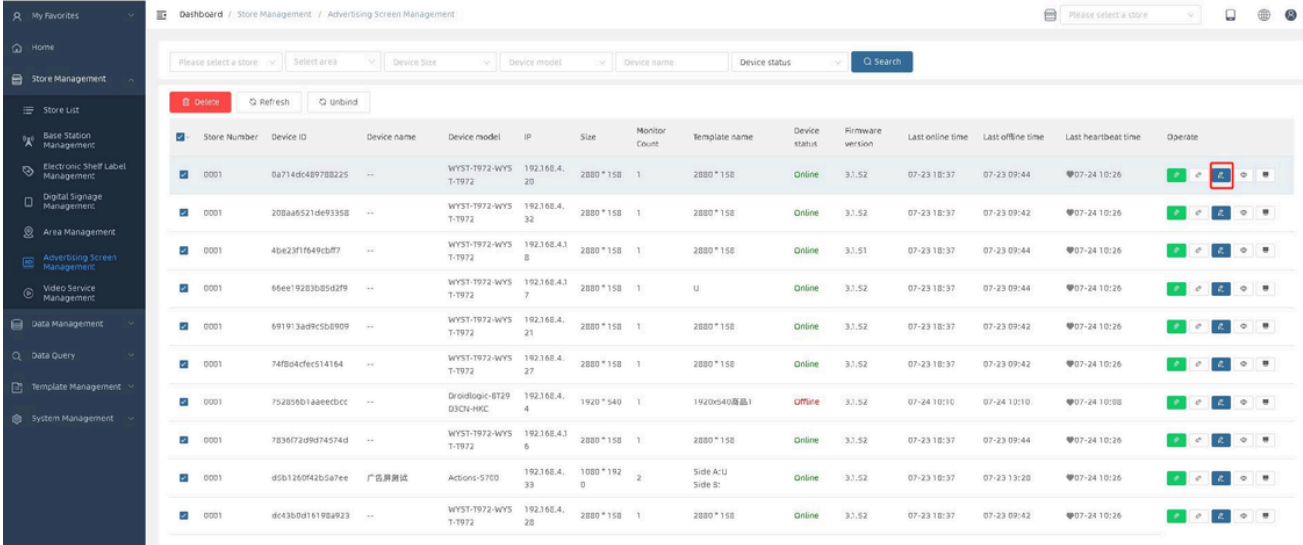 My Favorites
Dashboard / Store Management / Advertising Screen Management
Please select a store
Home
Store Management
Store List
Base Station
Management
Electronic Shelf Label
Management
Digital Signage
Management
Area Management
Advertising Screen
Management
Video Service
Management
Data Management
Data Query
Template Management
System Management
Please select a store Select area Device Size Device model Device name Device status Search
Delete Refresh Unbind
Store Number Device ID Device name Device model IP Size Monitor Count Template name Device status Firmware version Last online time Last offline time Last heartbeat time Operate
0001 0a714dc489788225 -- WYST-T972-WYS 192.168.4. 2880 * 158 1 2880 * 158 Online 3.1.52 07-23 18:37 07-23 09:44 07-24 10:26
T-T972 20
0001 208aa6521de93358 -- WYST-T972-WYS 192.168.4. 2880 * 158 1 2880 * 158 Online 3.1.52 07-23 18:37 07-23 09:42 07-24 10:26
T-T972 32
0001 4be23f1f649cbff7 -- WYST-T972-WYS 192.168.4.1 2880 * 158 1 2880 * 158 Online 3.1.51 07-23 18:37 07-23 09:44 07-24 10:26
T-T972 8
0001 66ee19283b85d2f9 -- WYST-T972-WYS 192.168.4.1 2880 * 158 1 U Online 3.1.52 07-23 18:37 07-23 09:42 07-24 10:26
T-T972 7
0001 691913ad9c5b8909 -- WYST-T972-WYS 192.168.4. 2880 * 158 1 2880 * 158 Online 3.1.52 07-23 18:37 07-23 09:42 07-24 10:26
T-T972 21
0001 74f8d4cfec514164 -- WYST-T972-WYS 192.168.4. 2880 * 158 1 2880 * 158 Online 3.1.52 07-23 18:37 07-23 09:42 07-24 10:26
T-T972 27
0001 752856b1aaeecbcc -- Droidlogic-8T29 192.168.4. 1920 * 540 1 1920x540商品1 Offline 3.1.52 07-24 10:10 07-24 10:10 07-24 10:08
D3CN-HKC 4
0001 7836f72d9d74574d -- WYST-T972-WYS 192.168.4.1 2880 * 158 1 2880 * 158 Online 3.1.52 07-23 18:37 07-23 09:44 07-24 10:26
T-T972 6
0001 d5b1260f42b5a7ee 广告屏测试 Actions-S700 192.168.4. 1080 * 192 2 Side A:U Online 3.1.52 07-23 18:37 07-23 13:28 07-24 10:26
33 0 Side B:
0001 dc43b0d16198a923 -- WYST-T972-WYS 192.168.4. 2880 * 158 1 2880 * 158 Online 3.1.52 07-23 18:37 07-23 09:42 07-24 10:26
T-T972 28